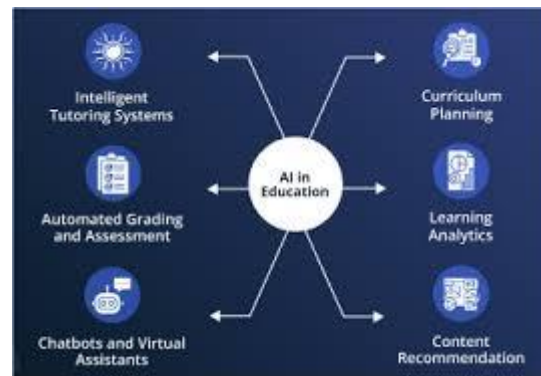 Intelligent
Tutoring Systems
Automated Grading
and Assessment
Chatbots and Virtual
Assistants
AI in
Education
Curriculum
Planning
Learning
Analytics
Content
Recommendation